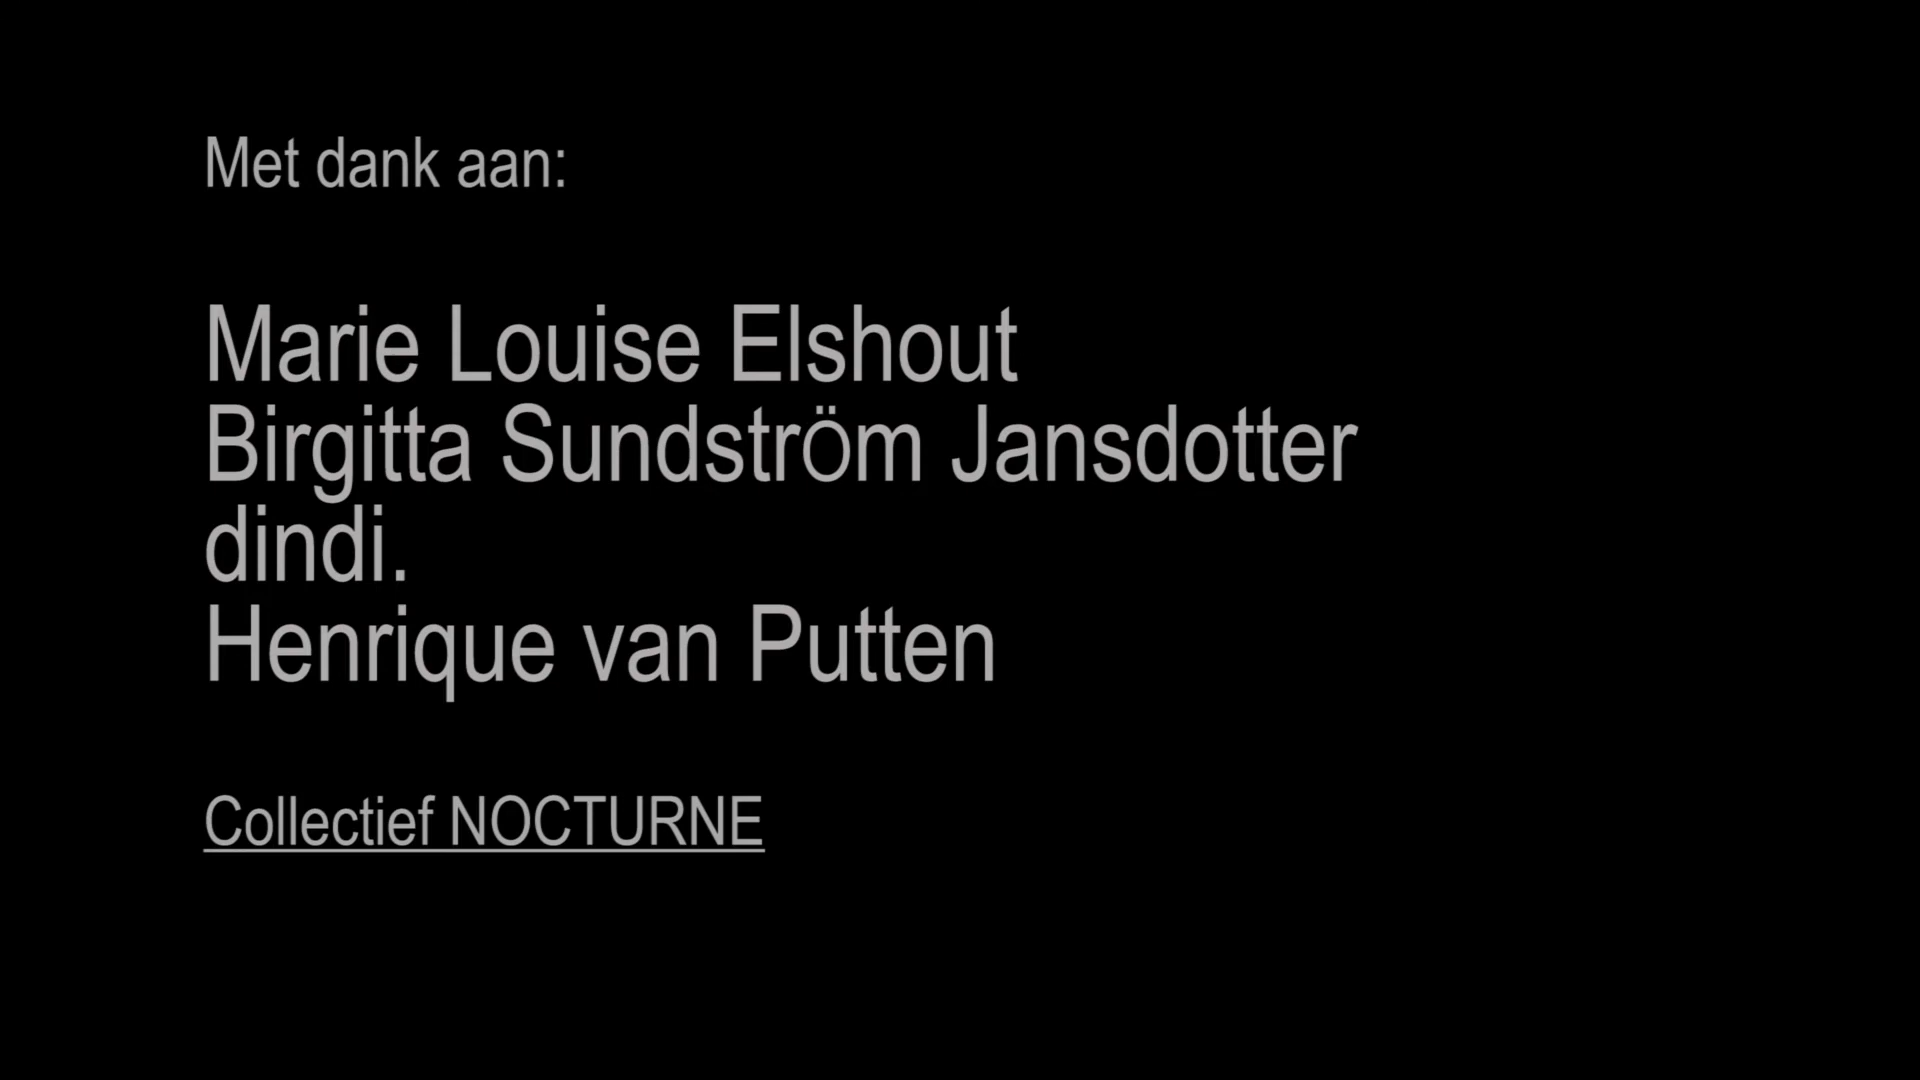 Met dank aan:
Marie Louise Elshout
Birgitta SundstrÖm Jansdotter
dindi.
Henrique van Putten
Collectief NOCTURNE